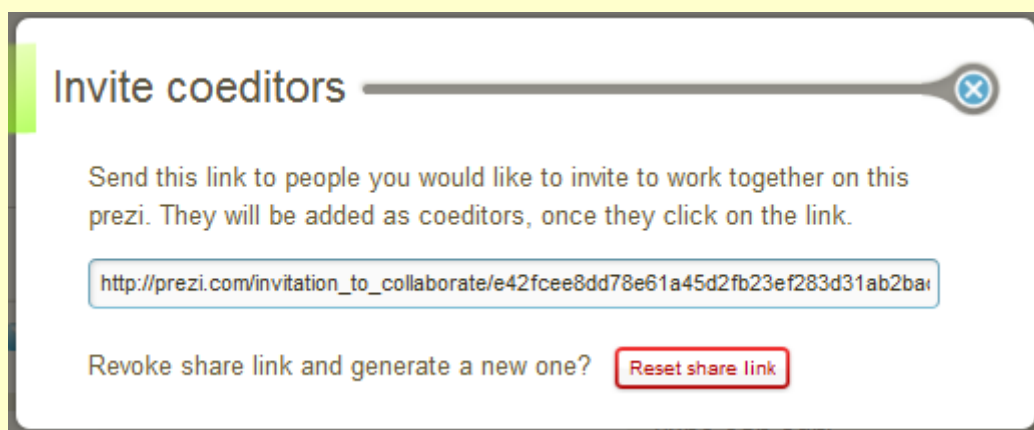 Invite coeditors
Send this link to people you would like to invite to work together on this
prezi. They will be added as coeditors, once they click on the link.
http://prezi.com/invitation_to_collaborate/e42fcee8dd78e61a45d2fb23ef283d31ab2bac
Revoke share link and generate a new one? Reset share link